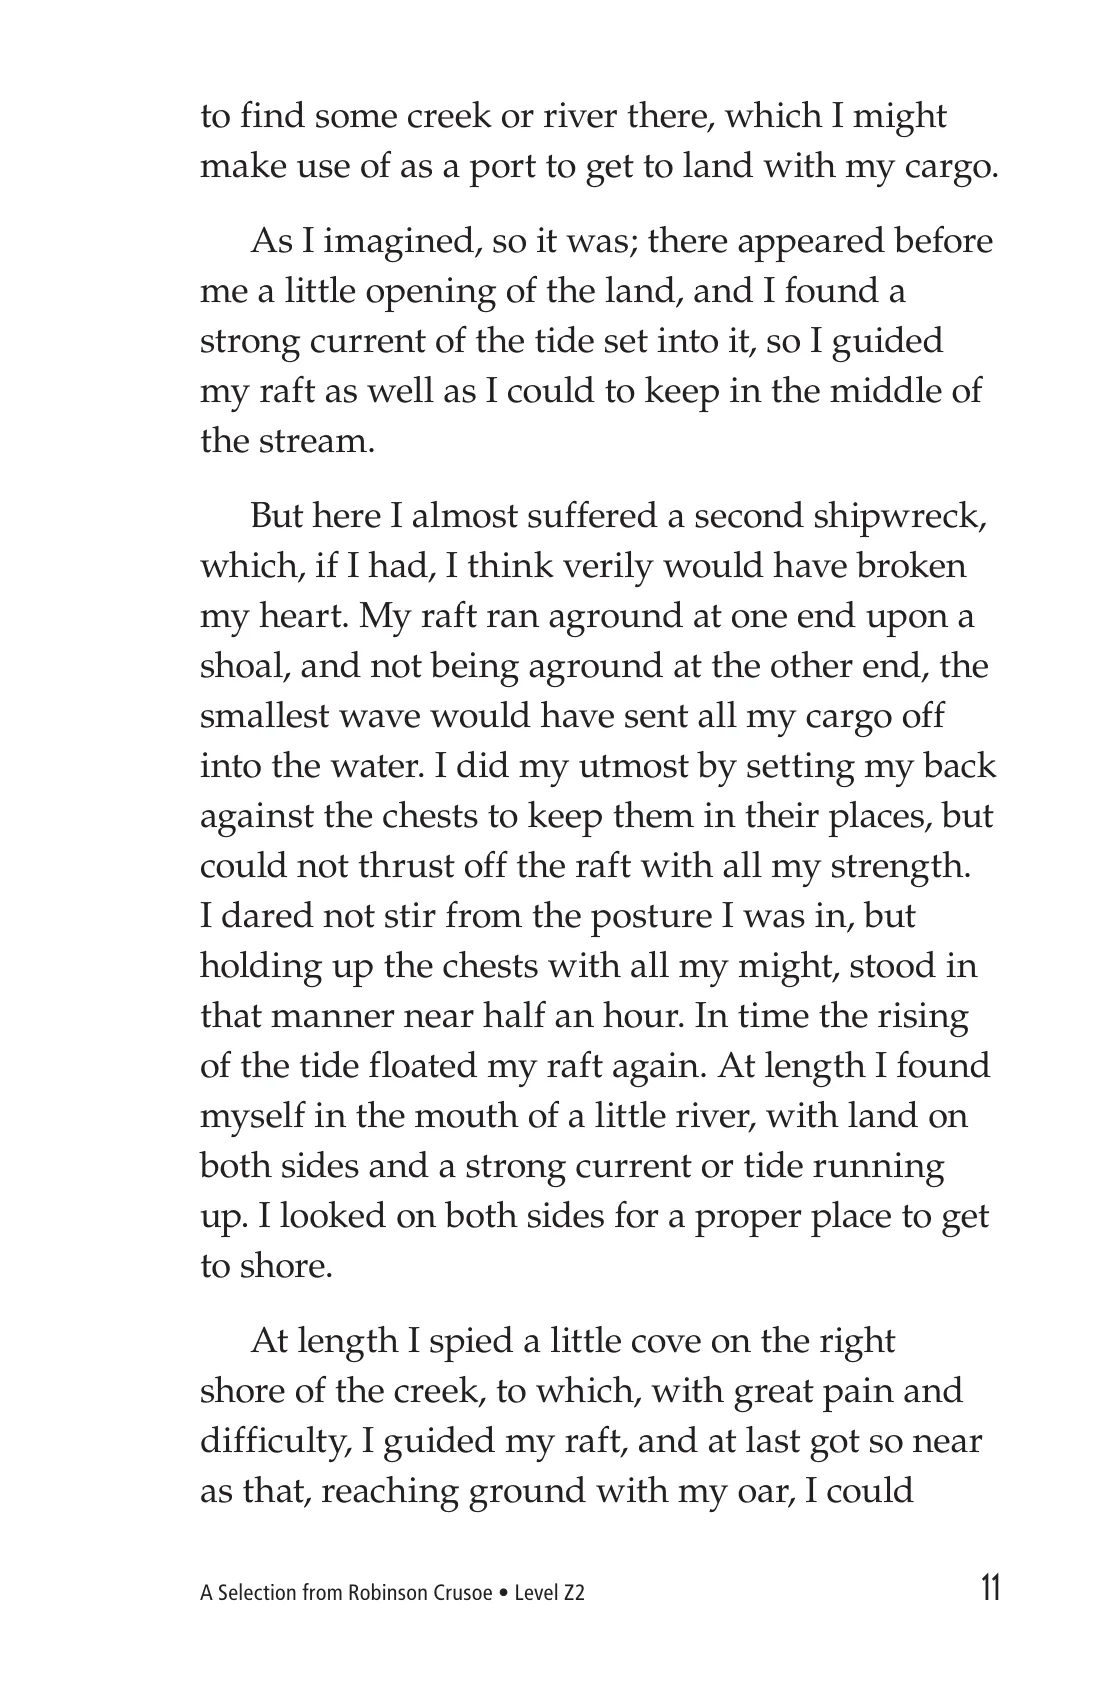 to find some creek or river there, which I might
make use of as a port to get to land with my cargo.
As I imagined, so it was; there appeared before
me a little opening of the land, and I found a
strong current of the tide set into it, so I guided
my raft as well as I could to keep in the middle of
the stream.
But here I almost suffered a second shipwreck,
which, if I had, I think verily would have broken
my heart. My raft ran aground at one end upon a
shoal, and not being aground at the other end, the
smallest wave would have sent all my cargo off
into the water. I did my utmost by setting my back
against the chests to keep them in their places, but
could not thrust off the raft with all my strength.
I dared not stir from the posture I was in, but
holding up the chests with all my might, stood in
that manner near half an hour. In time the rising
of the tide floated my raft again. At length I found
myself in the mouth of a little river, with land on
both sides and a strong current or tide running
up. I looked on both sides for a proper place to get
to shore.
At length I spied a little cove on the right
shore of the creek, to which, with great pain and
difficulty, I guided my raft, and at last got so near
as that, reaching ground with my oar, I could
A Selection from Robinson Crusoe • Level Z2 11